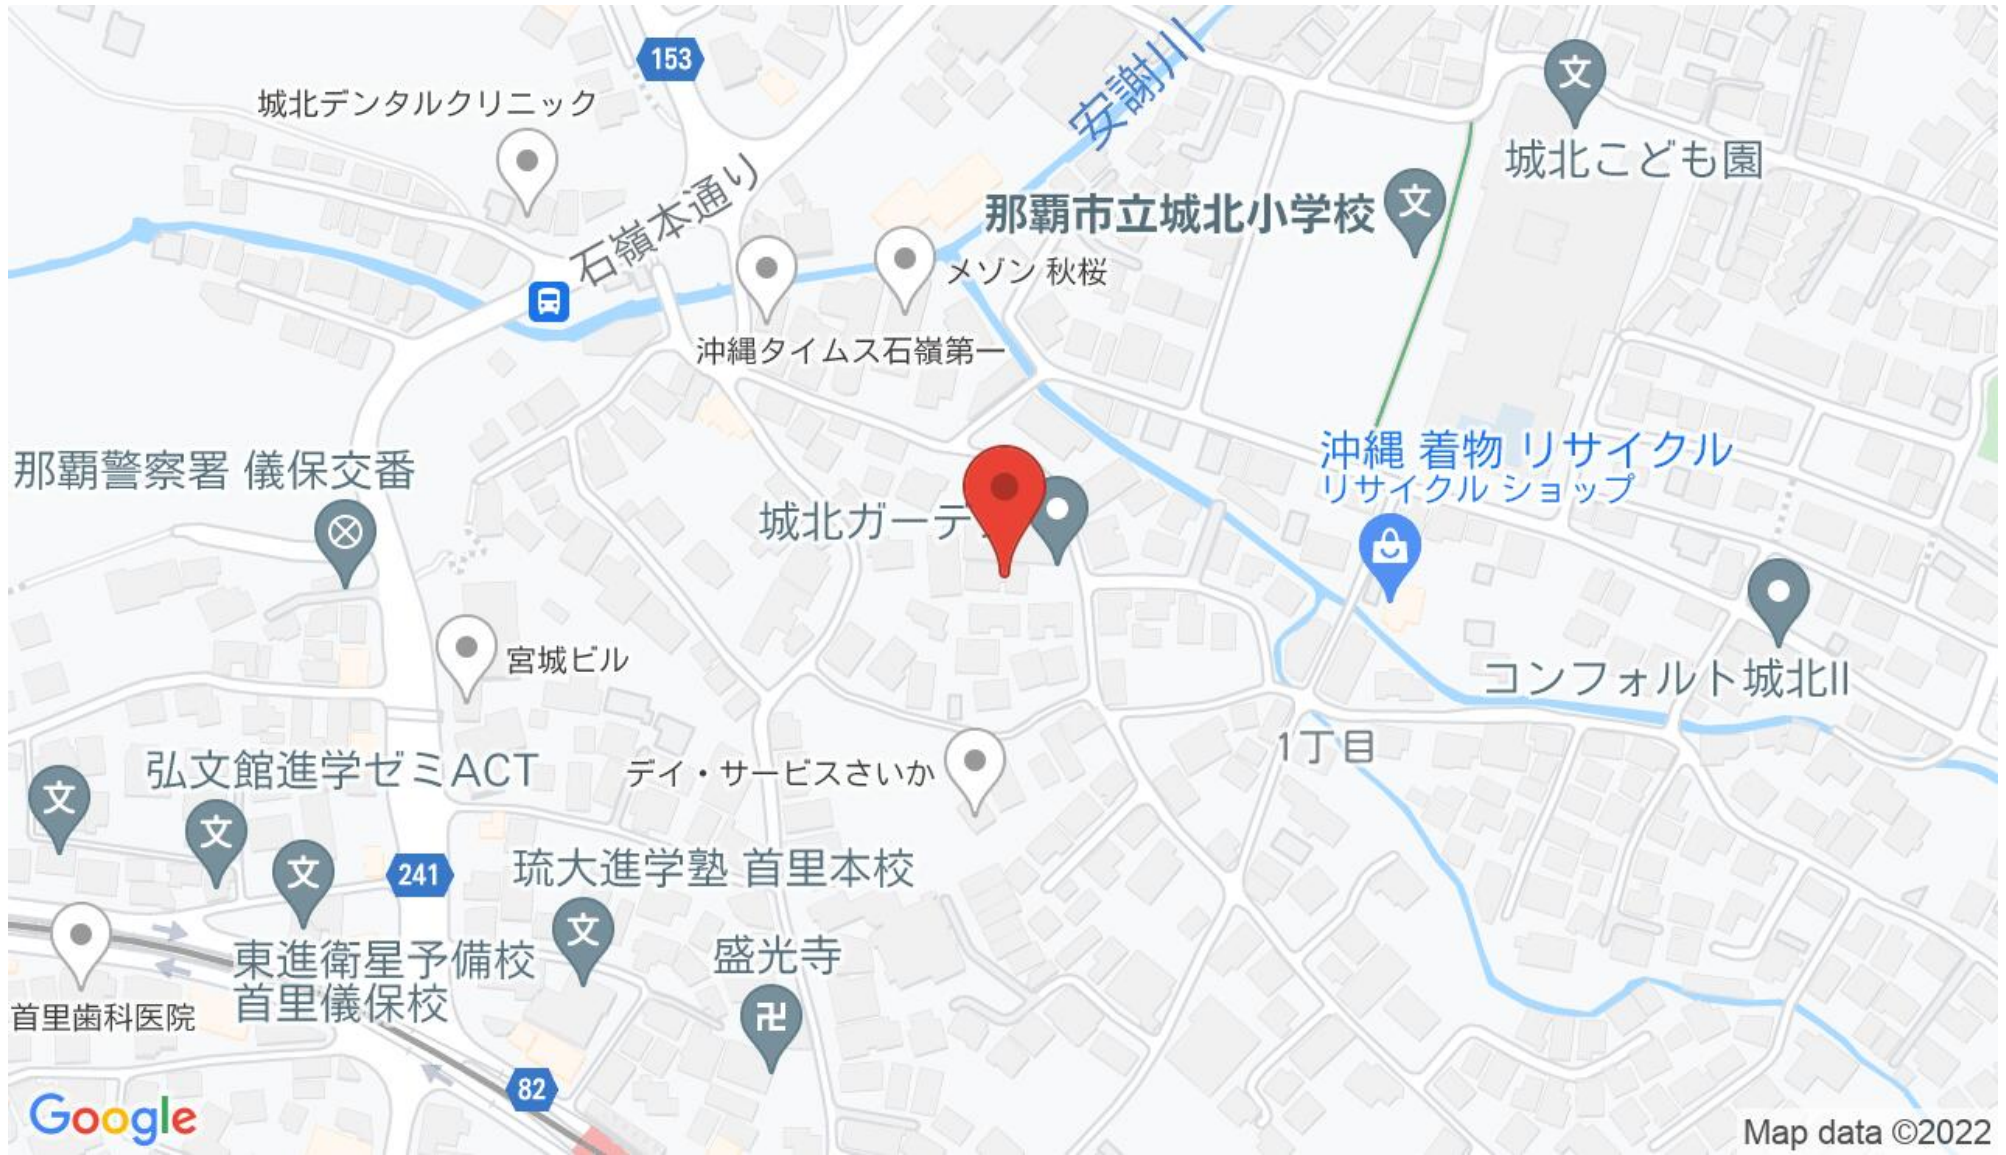 153
城北デンタルクリニック
安謝川
文
城北こども園
石嶺本通り
那覇市立城北小学校
文
メゾン 秋桜
沖縄タイムス石嶺第一
那覇警察署 儀保交番
沖縄 着物 リサイクル
リサイクル ショップ
城北ガーデ
宮城ビル
コンフォルト城北II
1丁目
弘文館進学ゼミACT
デイ・サービスさいか
文
文
文
241
琉大進学塾 首里本校
文
東進衛星予備校
首里儀保校
盛光寺
卍
首里歯科医院
82
Google
Map data ©2022